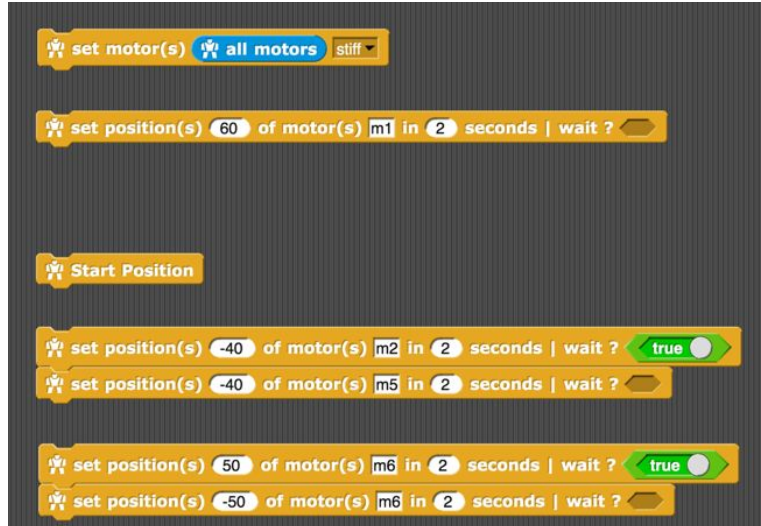 set motor(s) all motors stiff
set position(s) 60 of motor(s) m1 in 2 seconds | wait ?
Start Position
set position(s) -40 of motor(s) m2 in 2 seconds | wait ? true
set position(s) -40 of motor(s) m5 in 2 seconds | wait ?
set position(s) 50 of motor(s) m6 in 2 seconds | wait ? true
set position(s) -50 of motor(s) m6 in 2 seconds | wait ?